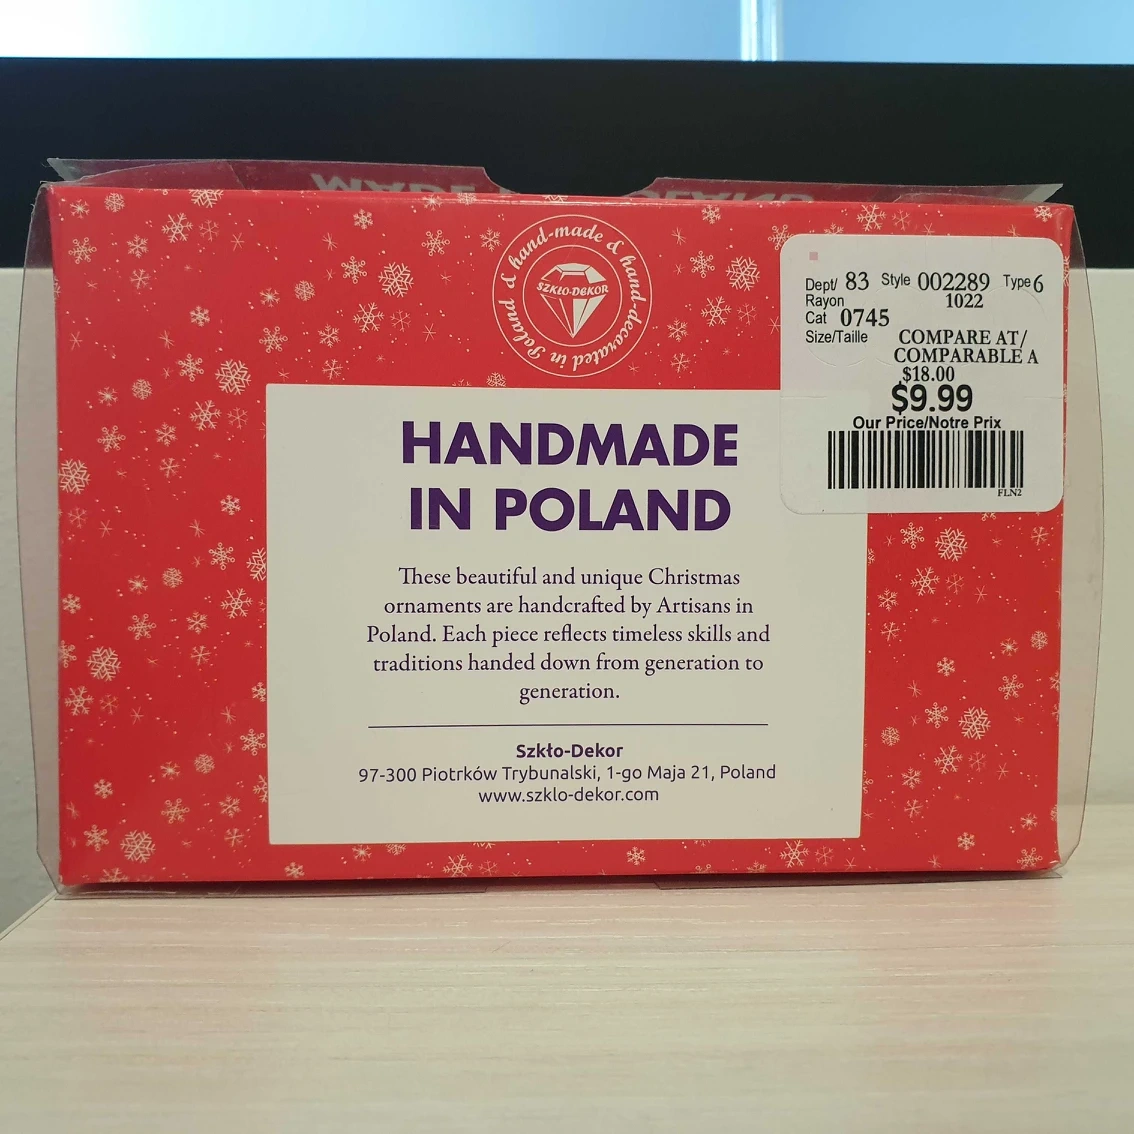 MADE
& hand-made & hand-decorated in Poland
SZKŁO-DEKOR
Dept/ 83 Style 002289 Type 6
Rayon 1022
Cat 0745
Size/Taille COMPARE AT/
COMPARABLE A
$18.00
$9.99
Our Price/Notre Prix
FLN2
HANDMADE
IN POLAND
These beautiful and unique Christmas
ornaments are handcrafted by Artisans in
Poland. Each piece reflects timeless skills and
traditions handed down from generation to
generation.
Szkło-Dekor
97-300 Piotrków Trybunalski, 1-go Maja 21, Poland
www.szklo-dekor.com